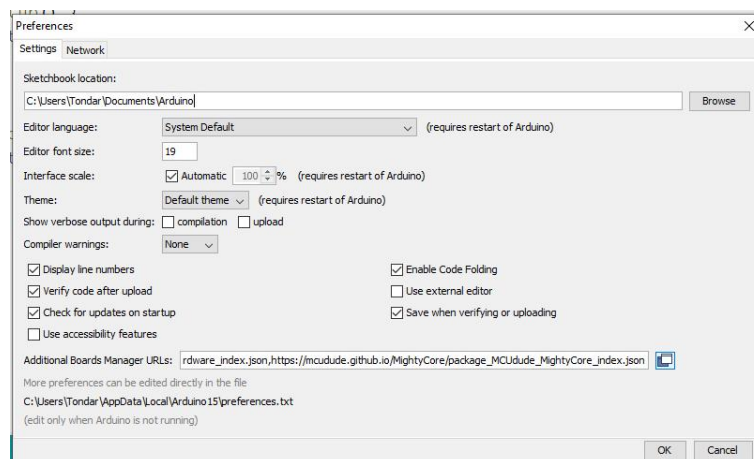 Preferences
Settings Network
Sketchbook location:
C:\Users\Tondar\Documents\Arduino
Browse
Editor language: System Default (requires restart of Arduino)
Editor font size: 19
Interface scale: Automatic 100 % (requires restart of Arduino)
Theme: Default theme (requires restart of Arduino)
Show verbose output during: compilation upload
Compiler warnings: None
Display line numbers Enable Code Folding
Verify code after upload Use external editor
Check for updates on startup Save when verifying or uploading
Use accessibility features
Additional Boards Manager URLs: rdware_index.json,https://mcudude.github.io/MightyCore/package_MCUdude_MightyCore_index.json
More preferences can be edited directly in the file
C:\Users\Tondar\AppData\Local\Arduino15\preferences.txt
(edit only when Arduino is not running)
OK Cancel